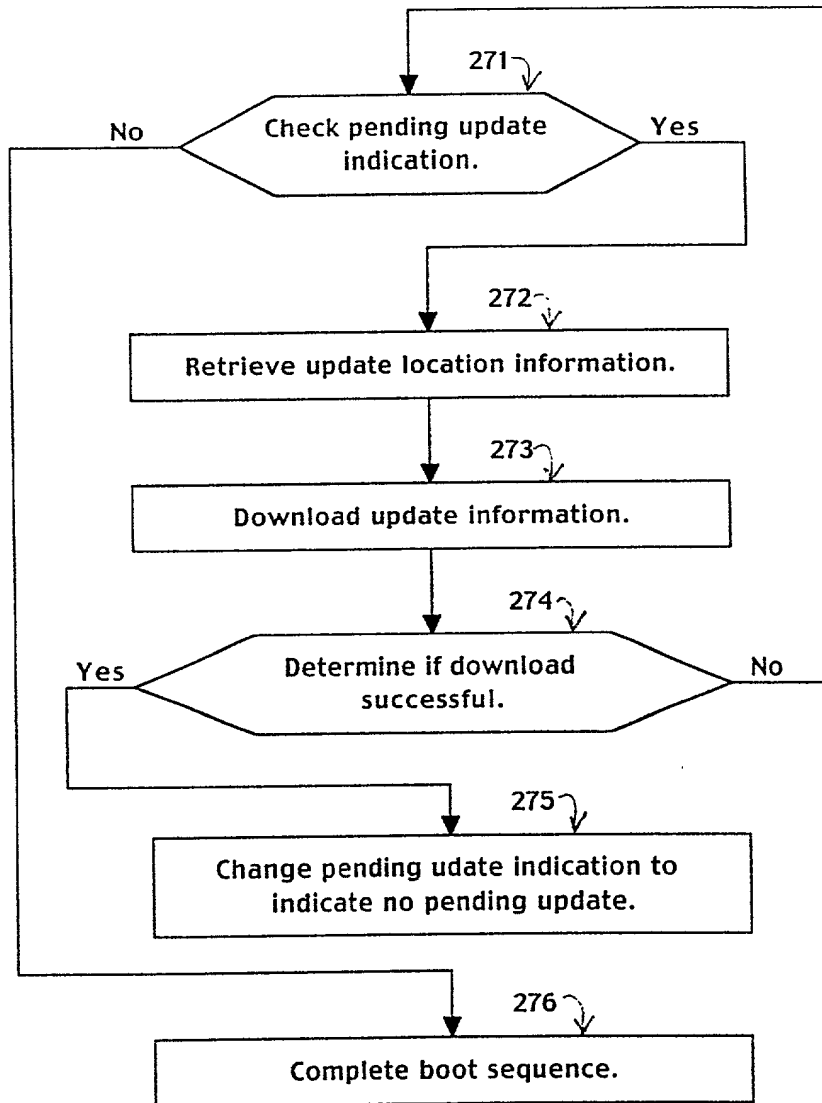 271
No
Check pending update
indication.
Yes
272
Retrieve update location information.
273
Download update information.
274
Yes
Determine if download
successful.
No
275
Change pending udate indication to
indicate no pending update.
276
Complete boot sequence.